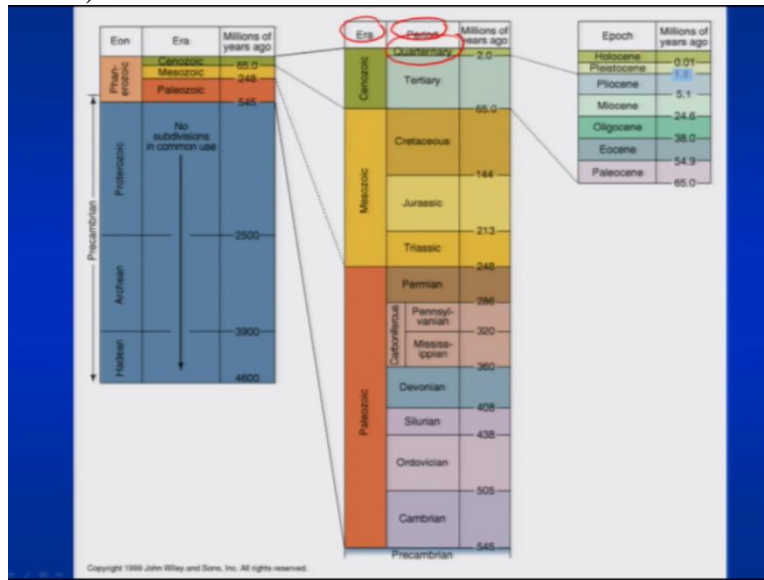 Eon
Era
Millions of
years ago
Phan-
erozoic
Cenozoic
65.0
Mesozoic
248
Paleozoic
545
Precambrian
Proterozoic
No
subdivisions
in common use
2500
Archean
3900
Hadean
4600
Era
Period
Millions of
years ago
Cenozoic
Quarternary
2.0
Tertiary
65.0
Mesozoic
Cretaceous
144
Jurassic
213
Triassic
248
Paleozoic
Permian
286
Carboniferous
Pennsyl-
vanian
320
Mississ-
ippian
360
Devonian
408
Silurian
438
Ordovician
505
Cambrian
545
Precambrian
Epoch
Millions of
years ago
Holocene
0.01
Pleistocene
1.8
Pliocene
5.1
Miocene
24.6
Oligocene
38.0
Eocene
54.9
Paleocene
65.0
Copyright 1999 John Wiley and Sons, Inc. All rights reserved.